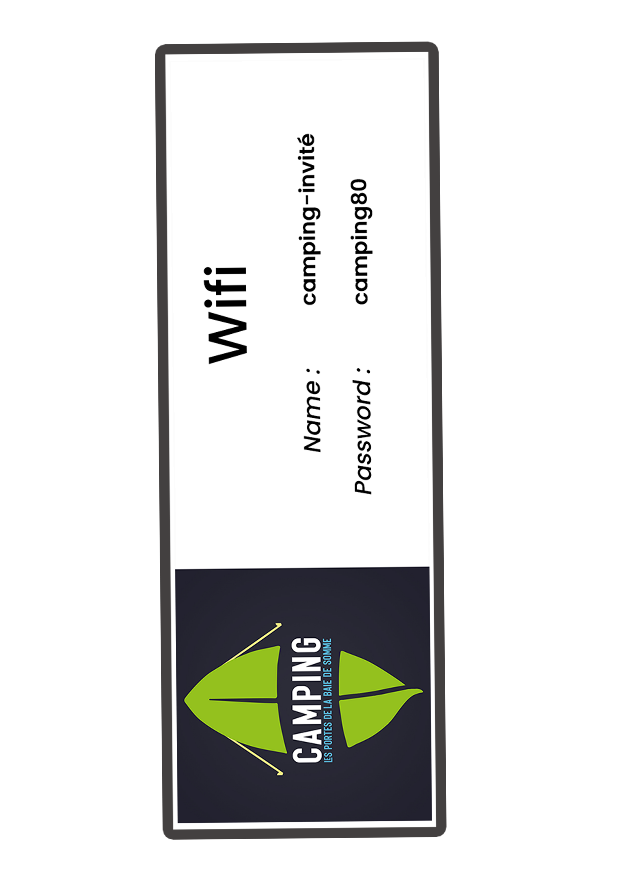 CAMPING
LES PORTES DE LA BAIE DE SOMME
Wifi
Name : camping-invité
Password : camping80